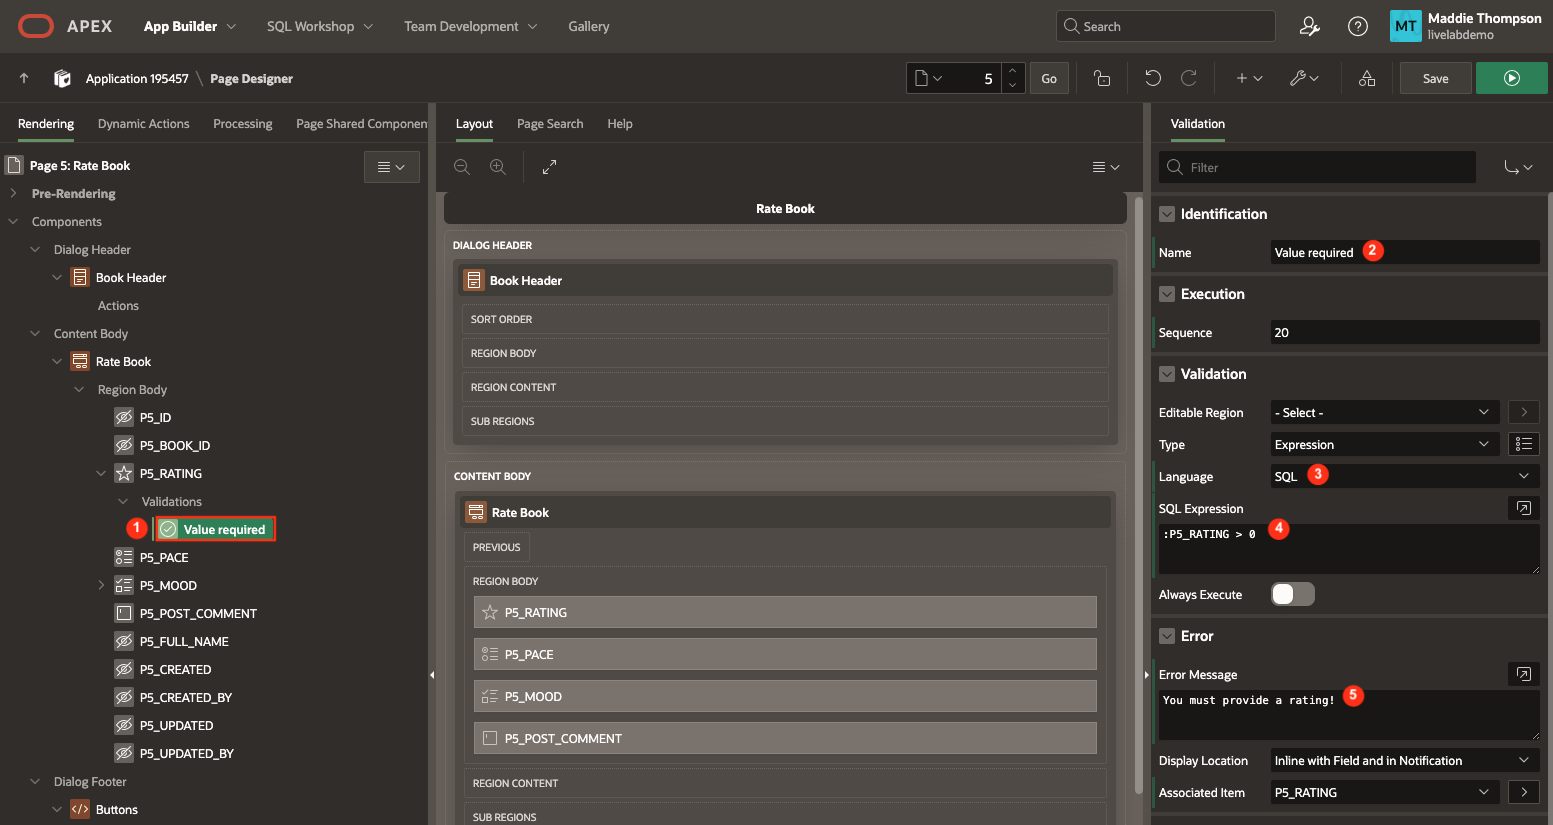 APEX App Builder SQL Workshop Team Development Gallery Search MT Maddie Thompson
livelabdemo
Application 195457 \ Page Designer 5 Go Save
Rendering Dynamic Actions Processing Page Shared Componen
Page 5: Rate Book
Pre-Rendering
Components
Dialog Header
Book Header
Actions
Content Body
Rate Book
Region Body
P5_ID
P5_BOOK_ID
P5_RATING
Validations
1 Value required
P5_PACE
P5_MOOD
P5_POST_COMMENT
P5_FULL_NAME
P5_CREATED
P5_CREATED_BY
P5_UPDATED
P5_UPDATED_BY
Dialog Footer
Buttons
Layout Page Search Help
Rate Book
DIALOG HEADER
Book Header
SORT ORDER
REGION BODY
REGION CONTENT
SUB REGIONS
CONTENT BODY
Rate Book
PREVIOUS
REGION BODY
P5_RATING
P5_PACE
P5_MOOD
P5_POST_COMMENT
REGION CONTENT
SUB REGIONS
Validation
Filter
Identification
Name Value required 2
Execution
Sequence 20
Validation
Editable Region - Select -
Type Expression
Language SQL 3
SQL Expression
:P5_RATING > 0 4
Always Execute
Error
Error Message
You must provide a rating! 5
Display Location Inline with Field and in Notification
Associated Item P5_RATING